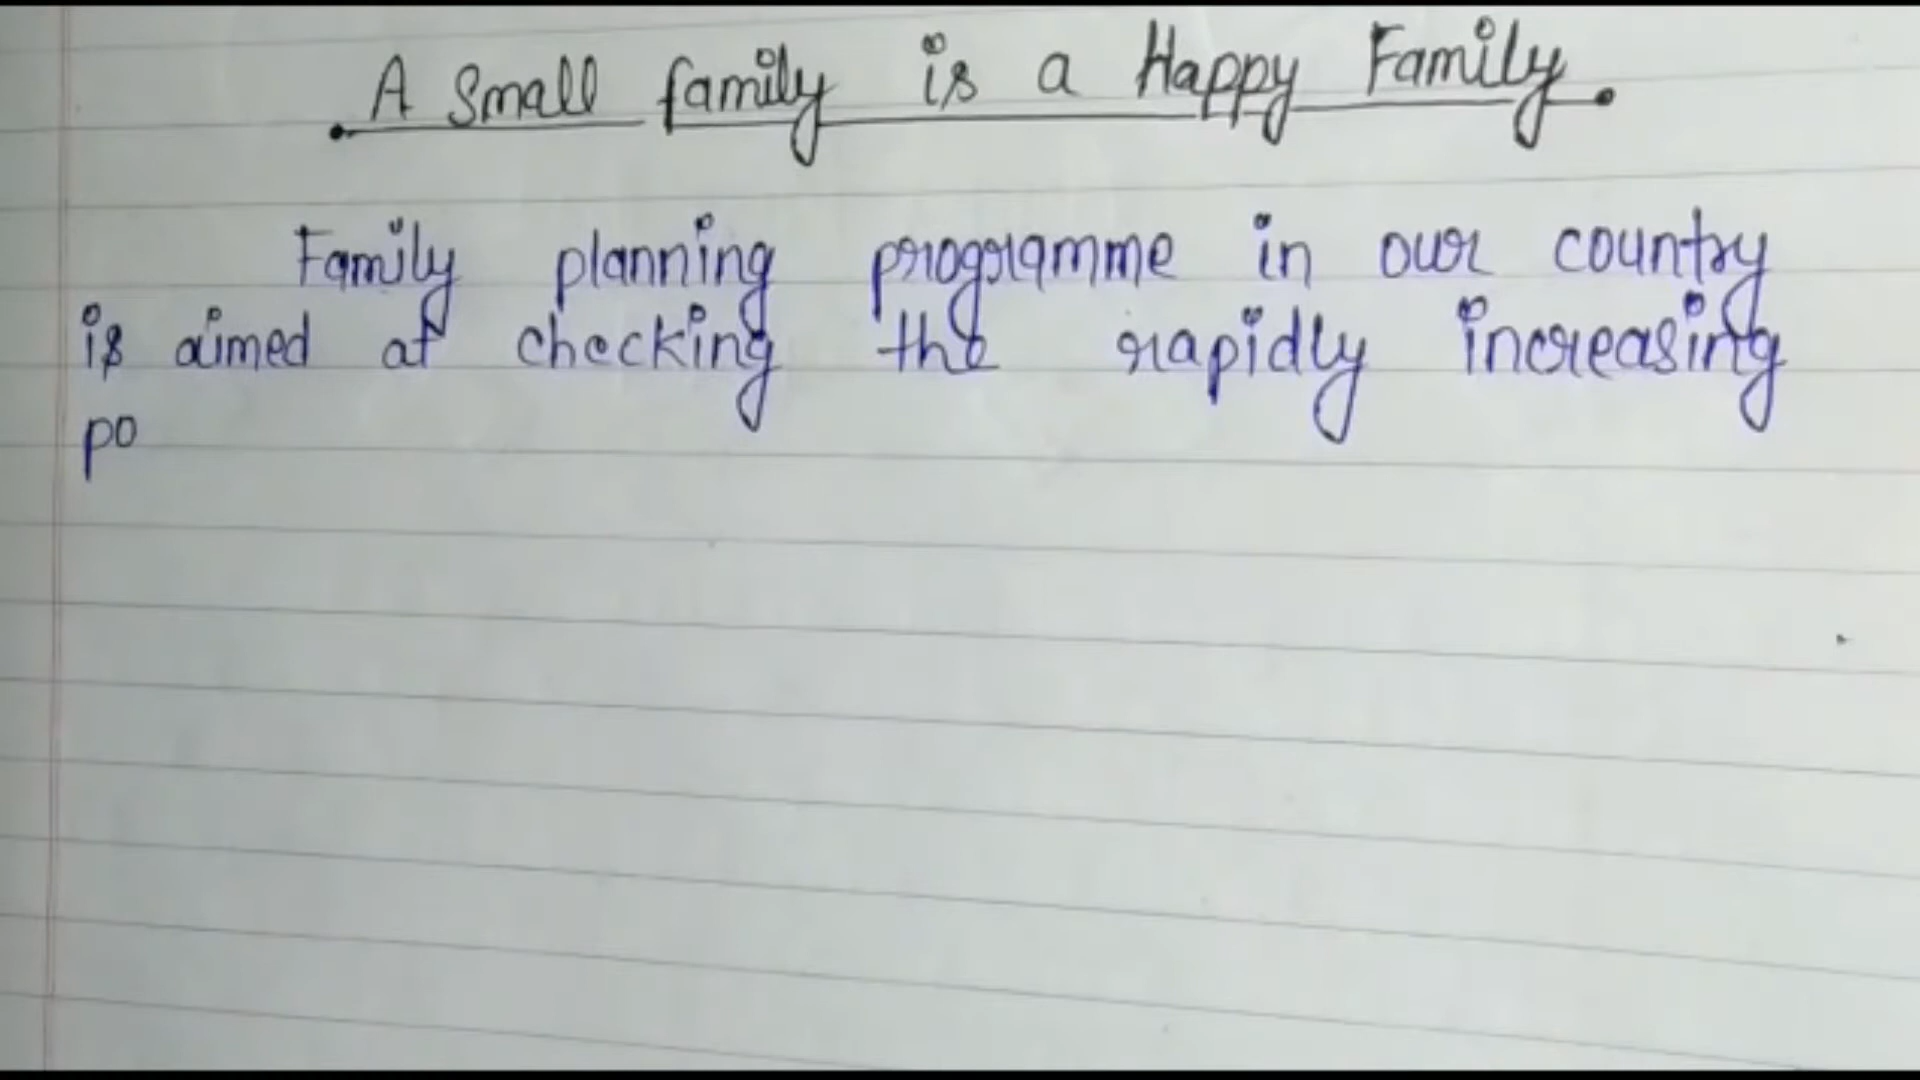 A Small family is a Happy Family.
Family planning programme in our country
is aimed at checking the rapidly increasing
po